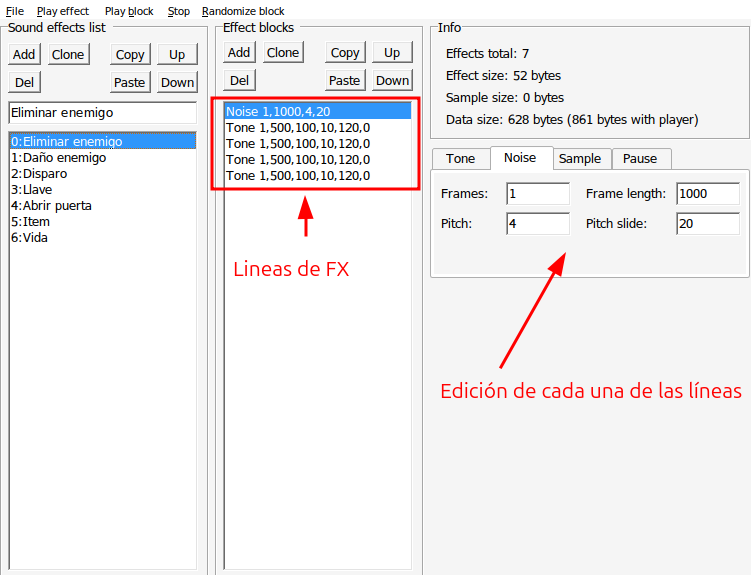 File Play effect Play block Stop Randomize block
Sound effects list
Add Clone Copy Up
Del Paste Down
Eliminar enemigo
0:Eliminar enemigo
1:Daño enemigo
2:Disparo
3:Llave
4:Abrir puerta
5:Item
6:Vida
Effect blocks
Add Clone Copy Up
Del Paste Down
Noise 1,1000,4,20
Tone 1,500,100,10,120,0
Tone 1,500,100,10,120,0
Tone 1,500,100,10,120,0
Tone 1,500,100,10,120,0
Lineas de FX
Info
Effects total: 7
Effect size: 52 bytes
Sample size: 0 bytes
Data size: 628 bytes (861 bytes with player)
Tone Noise Sample Pause
Frames: 1 Frame length: 1000
Pitch: 4 Pitch slide: 20
Edición de cada una de las líneas